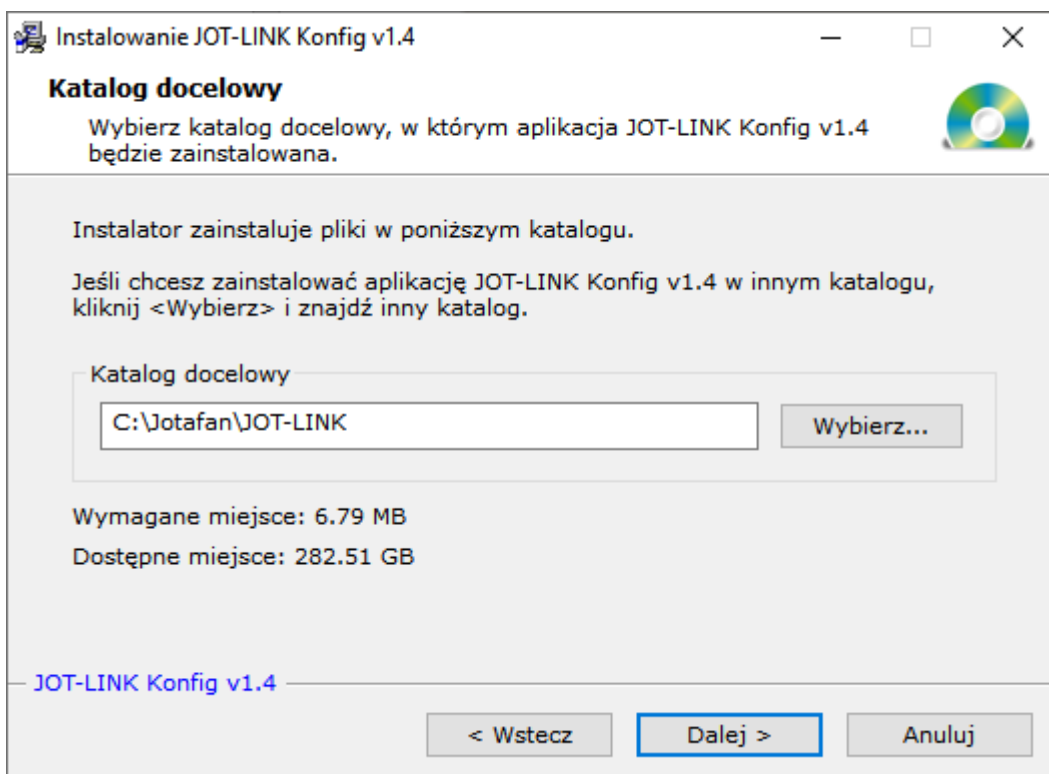 Instalowanie JOT-LINK Konfig v1.4
Katalog docelowy
Wybierz katalog docelowy, w którym aplikacja JOT-LINK Konfig v1.4
będzie zainstalowana.
Instalator zainstaluje pliki w poniższym katalogu.
Jeśli chcesz zainstalować aplikację JOT-LINK Konfig v1.4 w innym katalogu,
kliknij <Wybierz> i znajdź inny katalog.
Katalog docelowy
C:\Jotafan\JOT-LINK
Wybierz...
Wymagane miejsce: 6.79 MB
Dostępne miejsce: 282.51 GB
JOT-LINK Konfig v1.4
< Wstecz
Dalej >
Anuluj